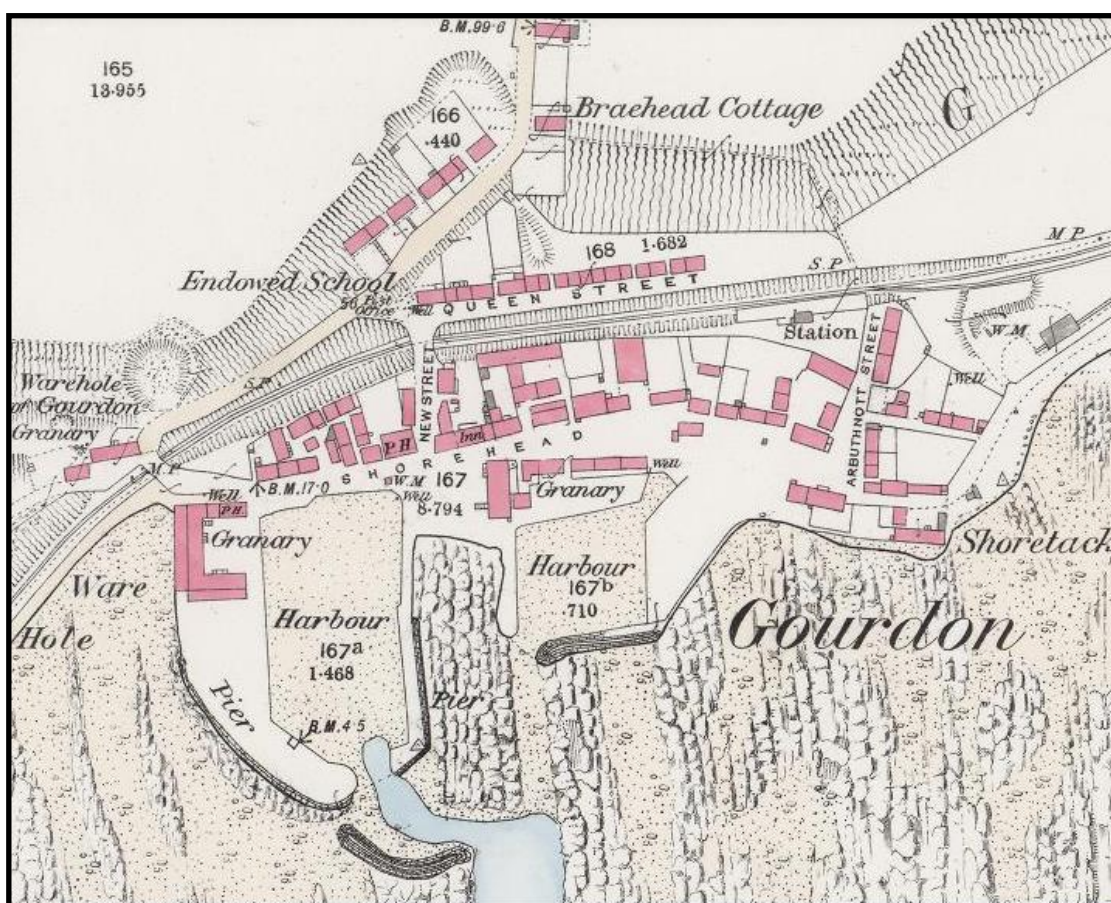 B.M.99·6
165
13·955
166
·440
Braehead Cottage
G
M.P.
168 1·682
S.P.
Endowed School
56 Post
Office
Well
QUEEN STREET
Station
W.M
S.P.
NEW STREET
ARBUTHNOTT STREET
Well
Warehole
of Gourdon
Granary
P.H.
Inn
SHOREHEAD
M.P.
B.M.17·0
W.M
167
8·794
Well
Well
Well
Granary
P.H.
Granary
Shoretack
Ware
Hole
Harbour
167ᵃ
1·468
Harbour
167ᵇ
·710
Gourdon
Pier
Pier
B.M.4·5